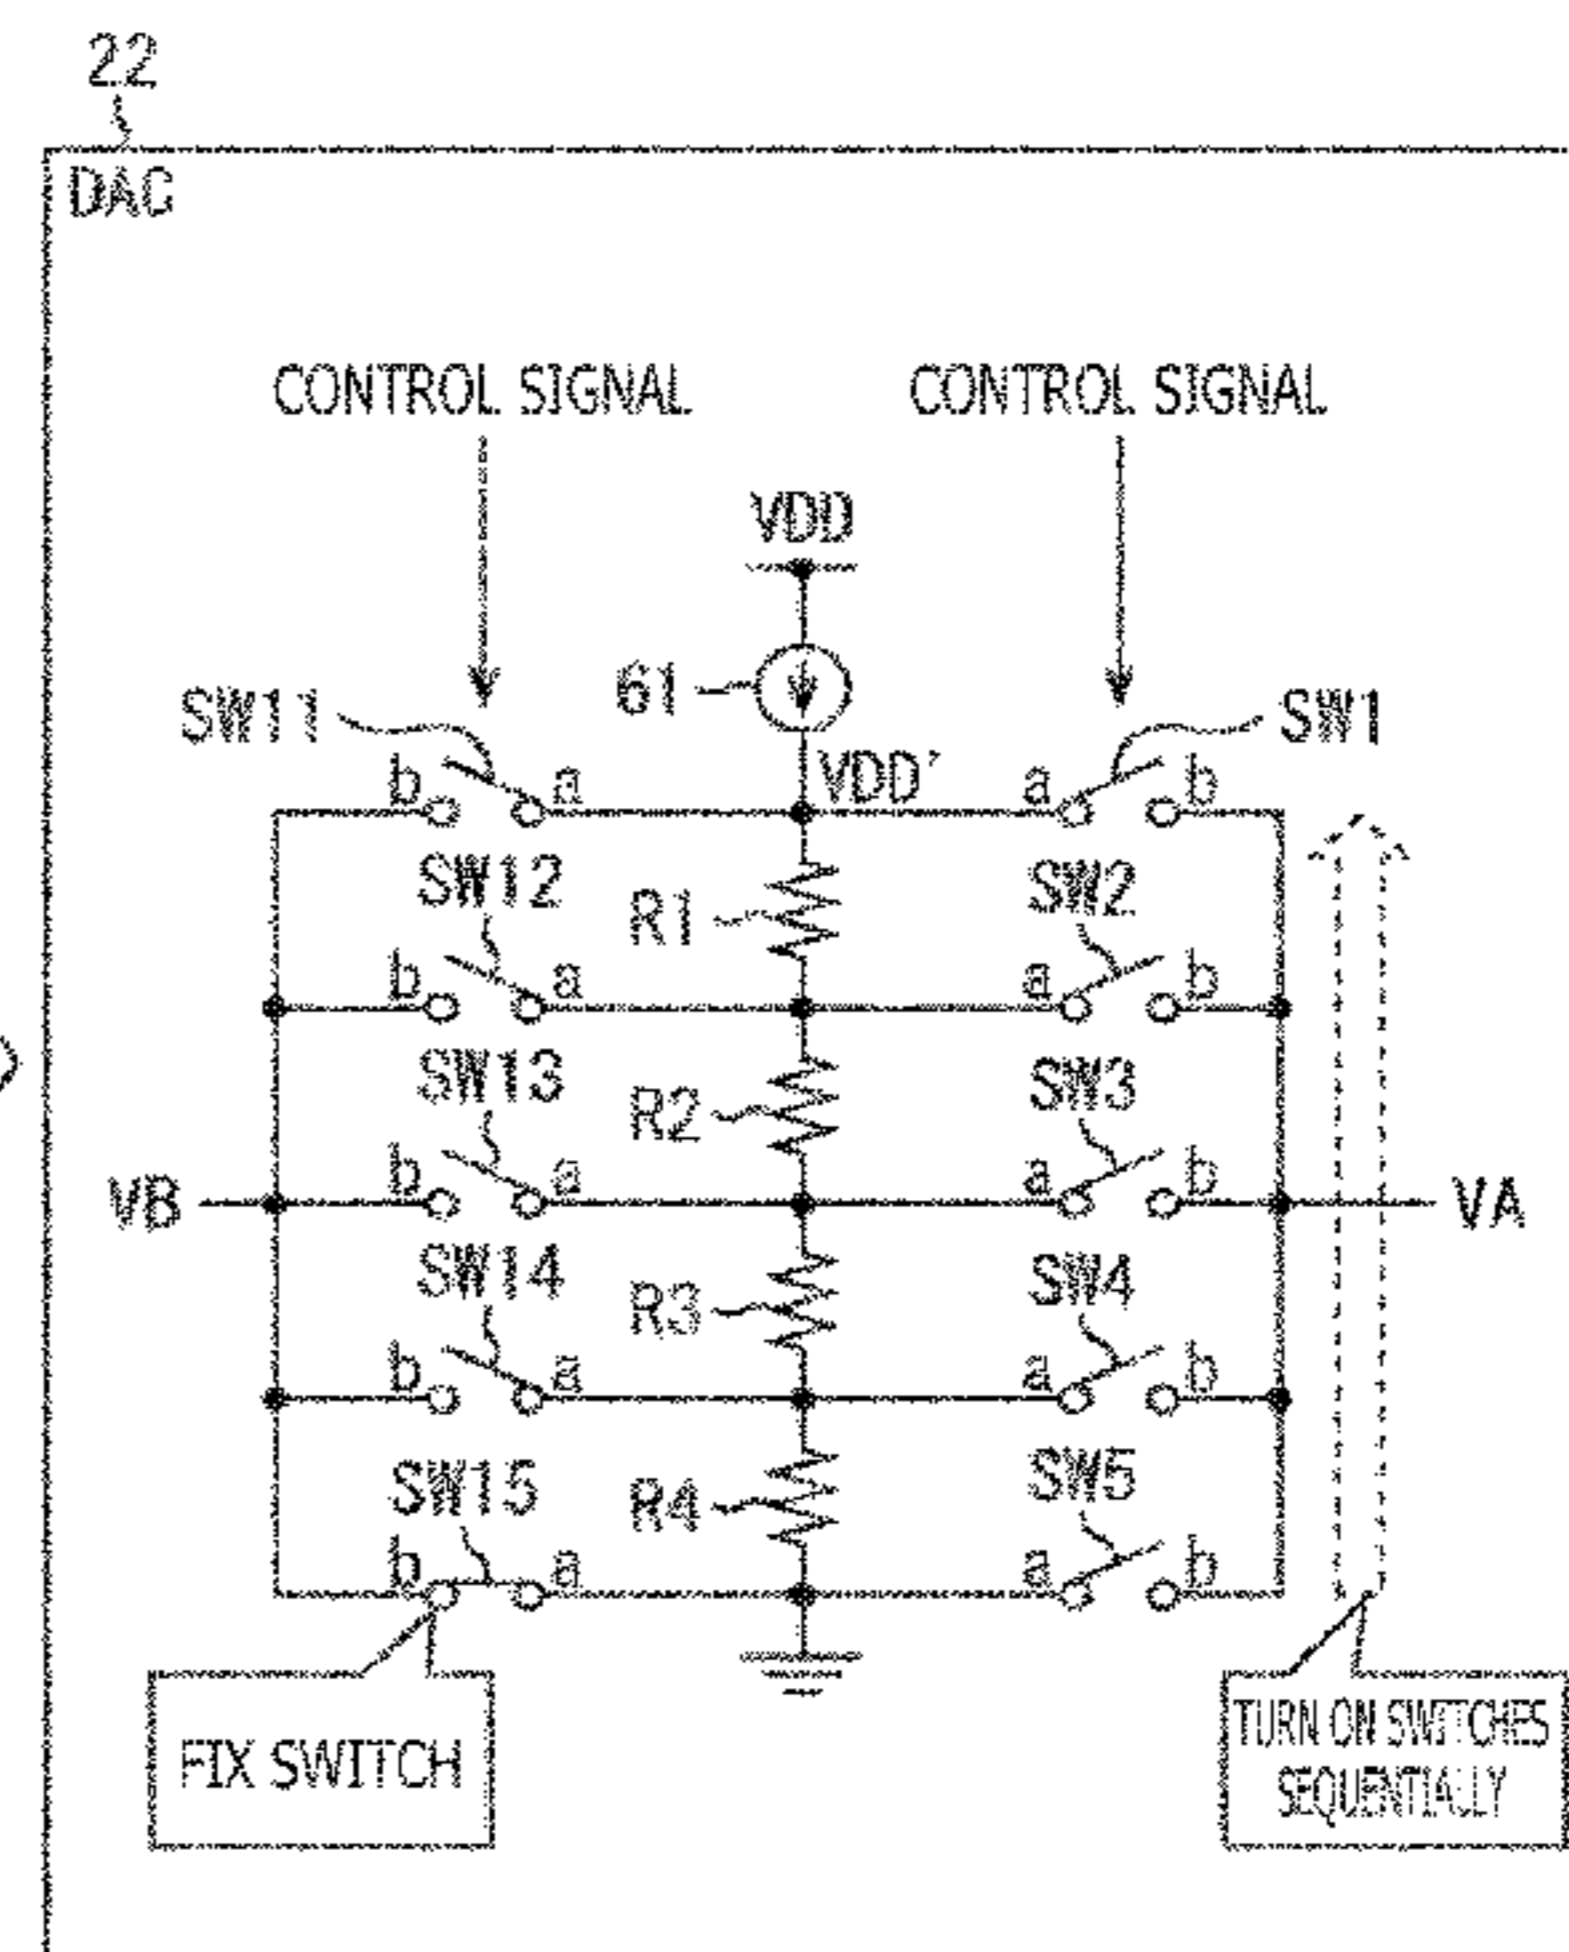 22
DAC
CONTROL SIGNAL CONTROL SIGNAL
VDD
61
SW11 SW1
b a VDD' a b
SW12 R1 SW2
b a a b
SW13 R2 SW3
b a a b
VB VA
SW14 R3 SW4
b a a b
SW15 R4 SW5
b a a b
FIX SWITCH
TURN ON SWITCHES
SEQUENTIALLY